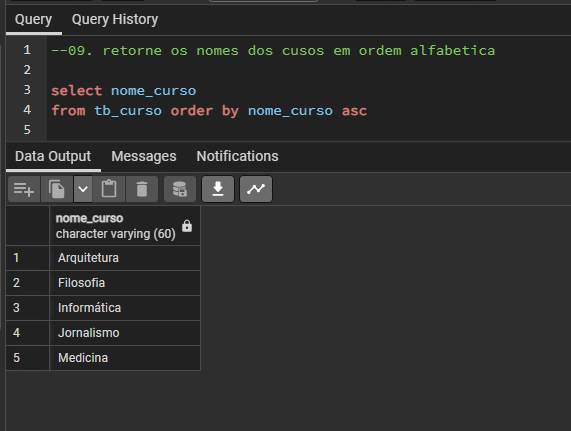 Query Query History
1 --09. retorne os nomes dos cusos em ordem alfabetica
2
3 select nome_curso
4 from tb_curso order by nome_curso asc
5
Data Output Messages Notifications
nome_curso
character varying (60)
1 Arquitetura
2 Filosofia
3 Informática
4 Jornalismo
5 Medicina